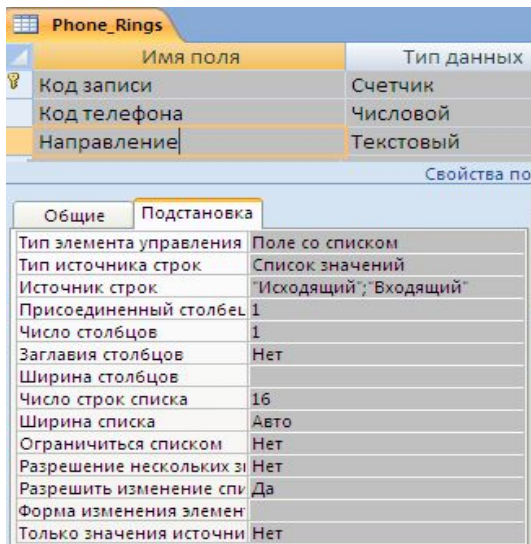 Phone_Rings
Имя поля Тип данных
Код записи Счетчик
Код телефона Числовой
Направление Текстовый
Свойства по
Общие Подстановка
Тип элемента управления Поле со списком
Тип источника строк Список значений
Источник строк "Исходящий";"Входящий"
Присоединенный столбец 1
Число столбцов 1
Заглавия столбцов Нет
Ширина столбцов
Число строк списка 16
Ширина списка Авто
Ограничиться списком Нет
Разрешение нескольких зн Нет
Разрешить изменение спи Да
Форма изменения элемен
Только значения источни Нет